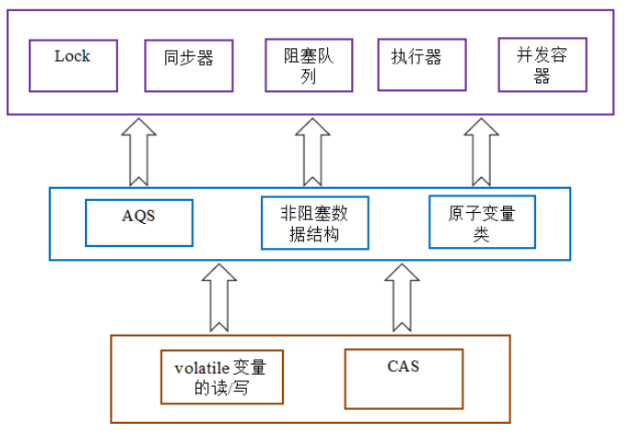 Lock
同步器
阻塞队
列
执行器
并发容
器
AQS
非阻塞数
据结构
原子变量
类
volatile 变量
的读/写
CAS